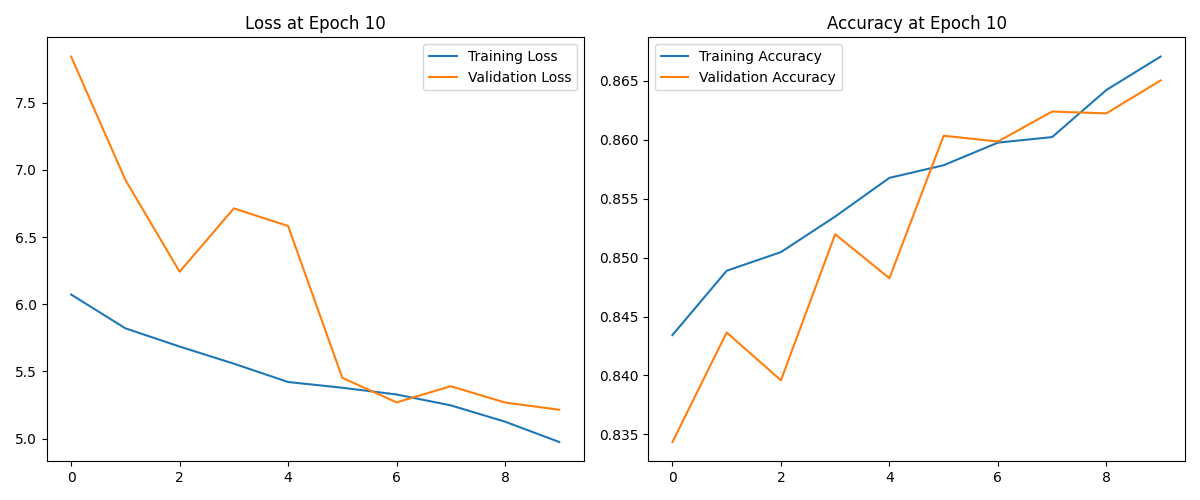 Loss at Epoch 10
Training Loss
Validation Loss
7.5
7.0
6.5
6.0
5.5
5.0
0 2 4 6 8
Accuracy at Epoch 10
Training Accuracy
Validation Accuracy
0.865
0.860
0.855
0.850
0.845
0.840
0.835
0 2 4 6 8